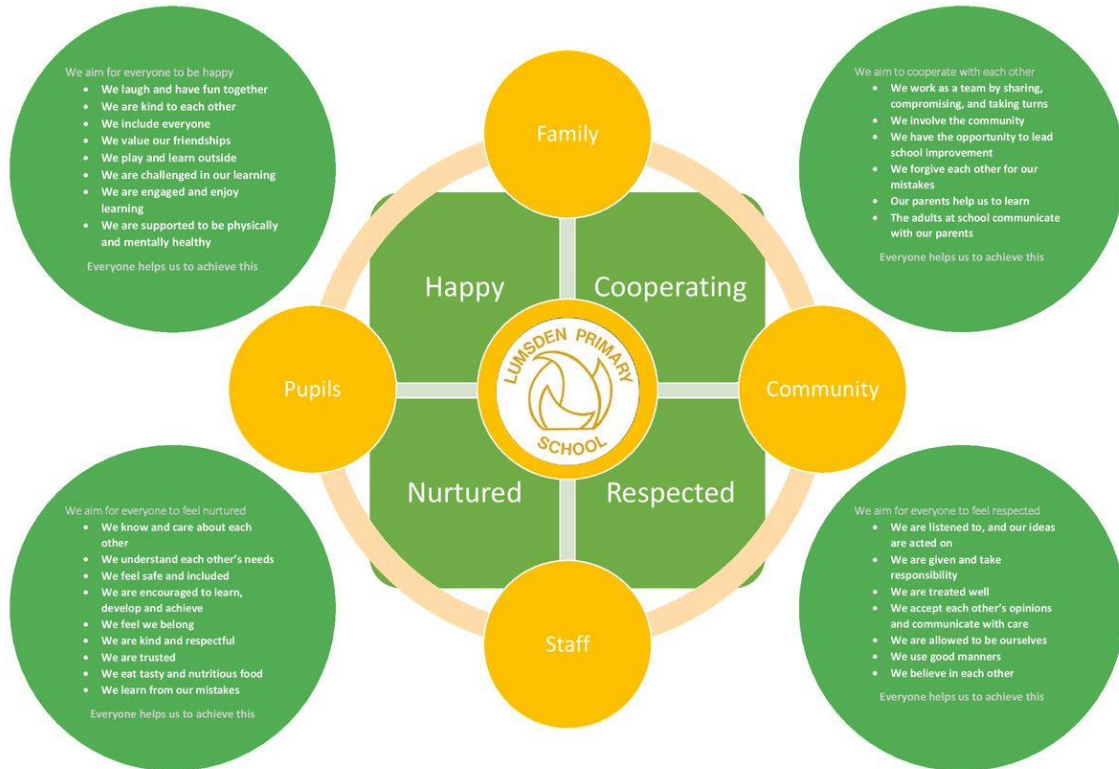 We aim for everyone to be happy
• We laugh and have fun together
• We are kind to each other
• We include everyone
• We value our friendships
• We play and learn outside
• We are challenged in our learning
• We are engaged and enjoy
learning
• We are supported to be physically
and mentally healthy
Everyone helps us to achieve this
Family
We aim to cooperate with each other
• We work as a team by sharing,
compromising, and taking turns
• We involve the community
• We have the opportunity to lead
school improvement
• We forgive each other for our
mistakes
• Our parents help us to learn
• The adults at school communicate
with our parents
Everyone helps us to achieve this
Happy
Cooperating
Pupils
LUMSDEN PRIMARY
SCHOOL
Community
Nurtured
Respected
We aim for everyone to feel nurtured
• We know and care about each
other
• We understand each other’s needs
• We feel safe and included
• We are encouraged to learn,
develop and achieve
• We feel we belong
• We are kind and respectful
• We are trusted
• We eat tasty and nutritious food
• We learn from our mistakes
Everyone helps us to achieve this
Staff
We aim for everyone to feel respected
• We are listened to, and our ideas
are acted on
• We are given and take
responsibility
• We are treated well
• We accept each other’s opinions
and communicate with care
• We are allowed to be ourselves
• We use good manners
• We believe in each other
Everyone helps us to achieve this